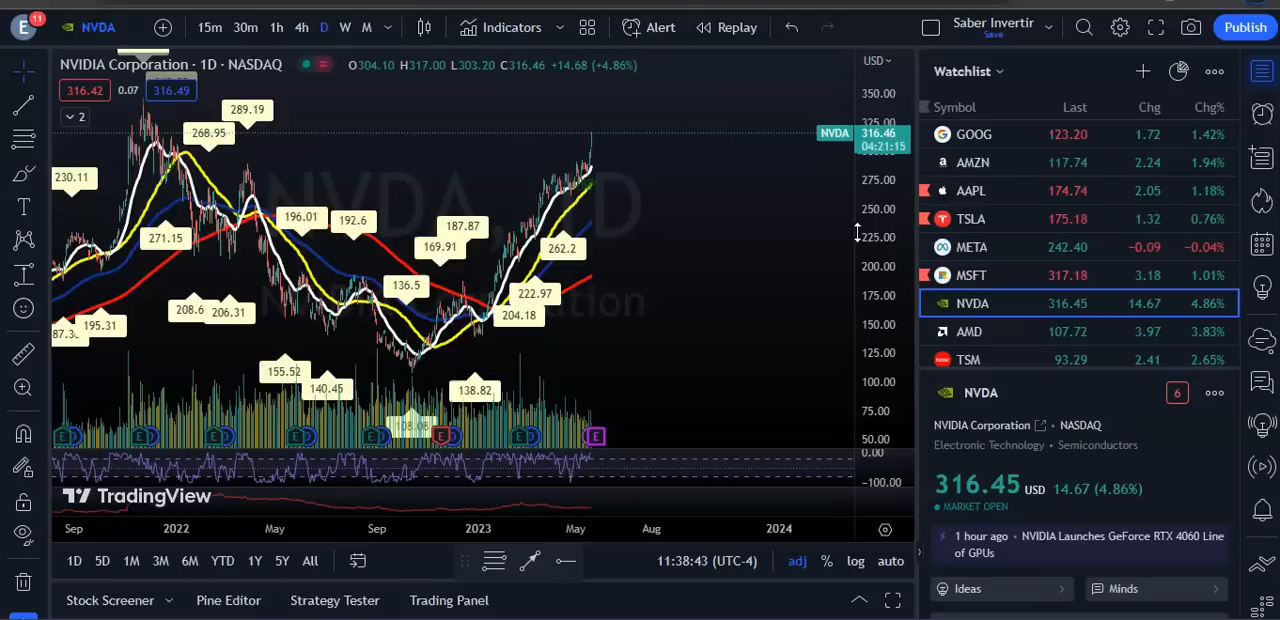 E 11 NVDA 15m 30m 1h 4h D W M Indicators Alert Replay Saber Invertir Save Publish
NVIDIA Corporation · 1D · NASDAQ O304.10 H317.00 L303.20 C316.46 +14.68 (+4.86%)
316.42 0.07 316.49
2
USD
350.00
325.00
NVDA 316.46
04:21:15
275.00
250.00
225.00
200.00
175.00
150.00
125.00
100.00
75.00
50.00
0.00
−100.00
NVDA, 1D
NVIDIA Corporation
289.19
268.95
230.11
271.15
196.01
192.6
187.87
169.91
262.2
136.5
222.97
204.18
208.6
206.31
195.31
155.52
140.45
138.82
E E E E E E E E
TradingView
Sep 2022 May Sep 2023 May Aug 2024
1D 5D 1M 3M 6M YTD 1Y 5Y All 11:38:43 (UTC-4) adj % log auto
Stock Screener Pine Editor Strategy Tester Trading Panel
Watchlist
Symbol Last Chg Chg%
GOOG 123.20 1.72 1.42%
AMZN 117.74 2.24 1.94%
AAPL 174.74 2.05 1.18%
TSLA 175.18 1.32 0.76%
META 242.40 −0.09 −0.04%
MSFT 317.18 3.18 1.01%
NVDA 316.45 14.67 4.86%
AMD 107.72 3.97 3.83%
TSM 93.29 2.41 2.65%
NVDA 6
NVIDIA Corporation • NASDAQ
Electronic Technology • Semiconductors
316.45 USD 14.67 (4.86%)
MARKET OPEN
1 hour ago • NVIDIA Launches GeForce RTX 4060 Line
of GPUs
Ideas Minds